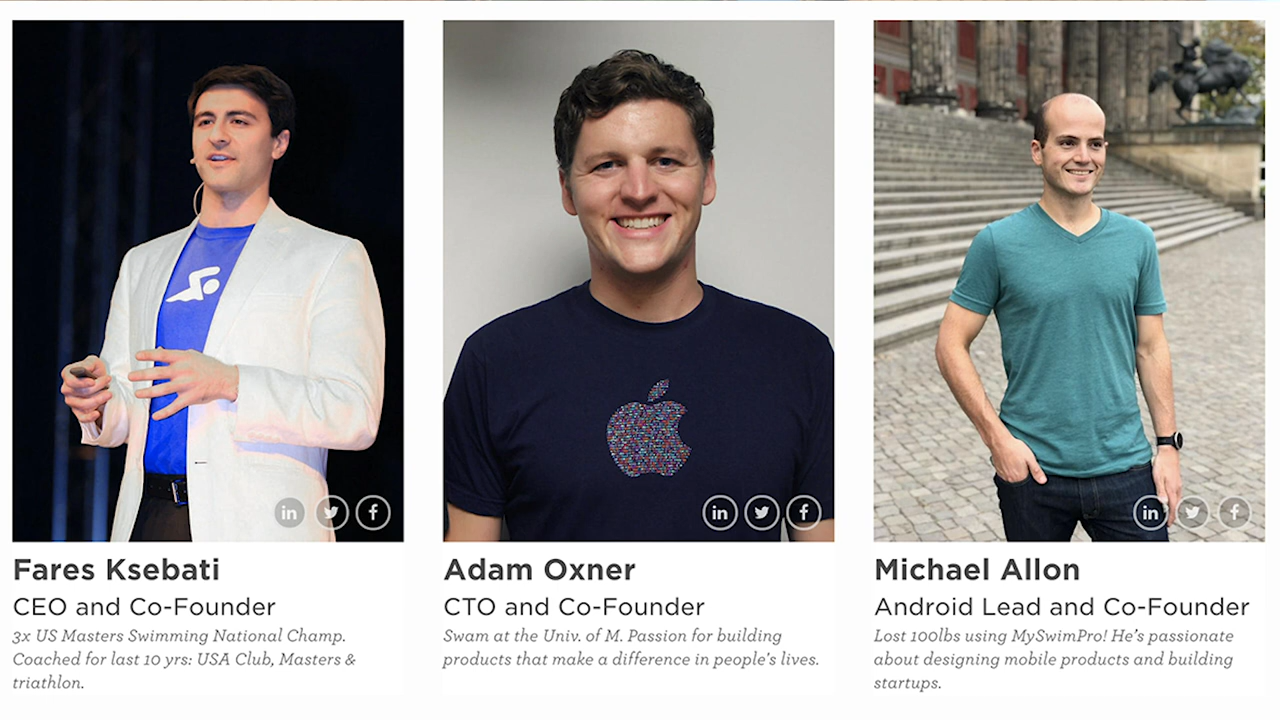 in
f
in
f
in
f
Fares Ksebati
CEO and Co-Founder
3x US Masters Swimming National Champ.
Coached for last 10 yrs: USA Club, Masters &
triathlon.
Adam Oxner
CTO and Co-Founder
Swam at the Univ. of M. Passion for building
products that make a difference in people's lives.
Michael Allon
Android Lead and Co-Founder
Lost 100lbs using MySwimPro! He's passionate
about designing mobile products and building
startups.